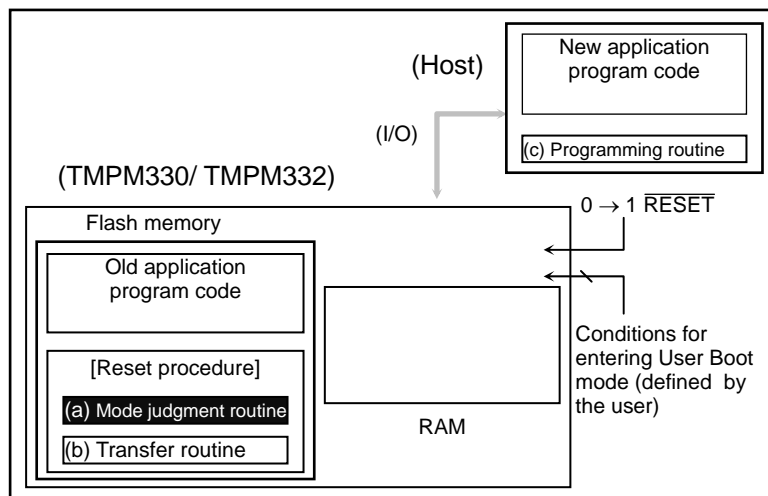 New application
program code
(Host)
(I/O)
(c) Programming routine
(TMPM330/ TMPM332)
0 → 1 RESET
Flash memory
Old application
program code
[Reset procedure]
(a) Mode judgment routine
(b) Transfer routine
RAM
Conditions for
entering User Boot
mode (defined by
the user)